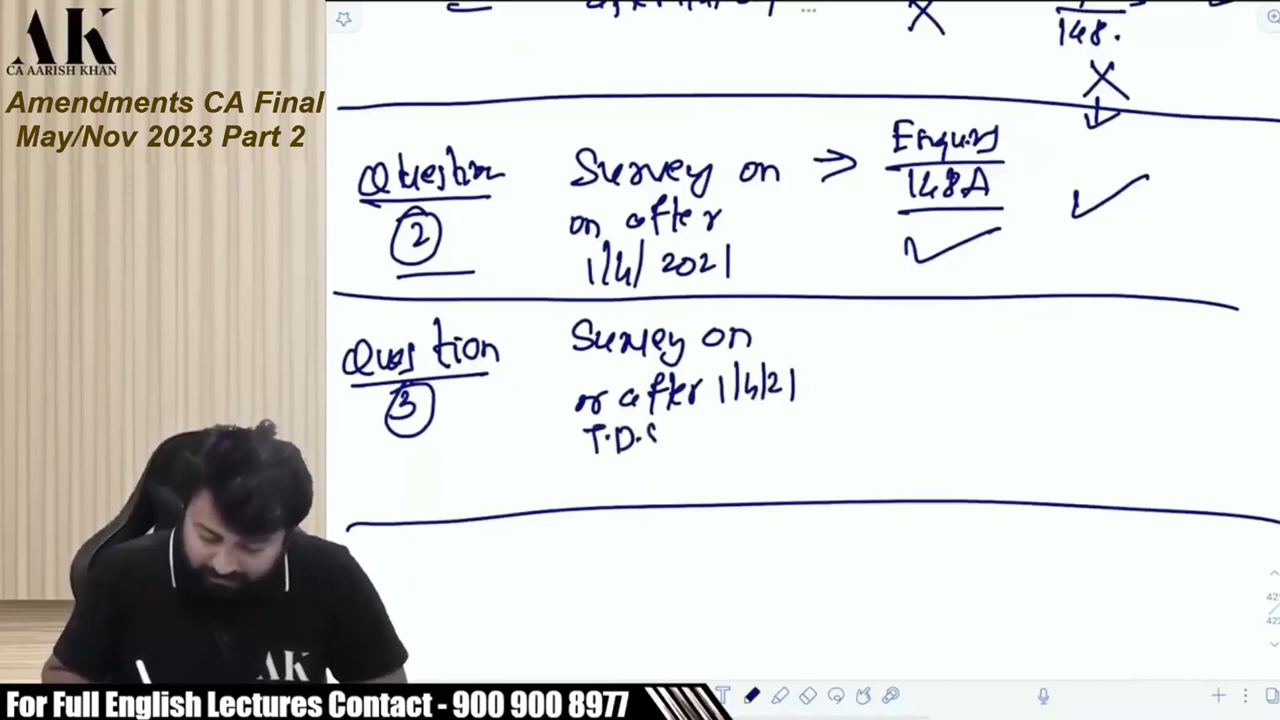 AK
CA AARISH KHAN
Amendments CA Final
May/Nov 2023 Part 2
148.
Question
2
Survey on
on after
1/4/2021
Enquiry
148A
Question
3
Survey on
or after 1/4/21
T.D.S
AK
For Full English Lectures Contact - 900 900 8977